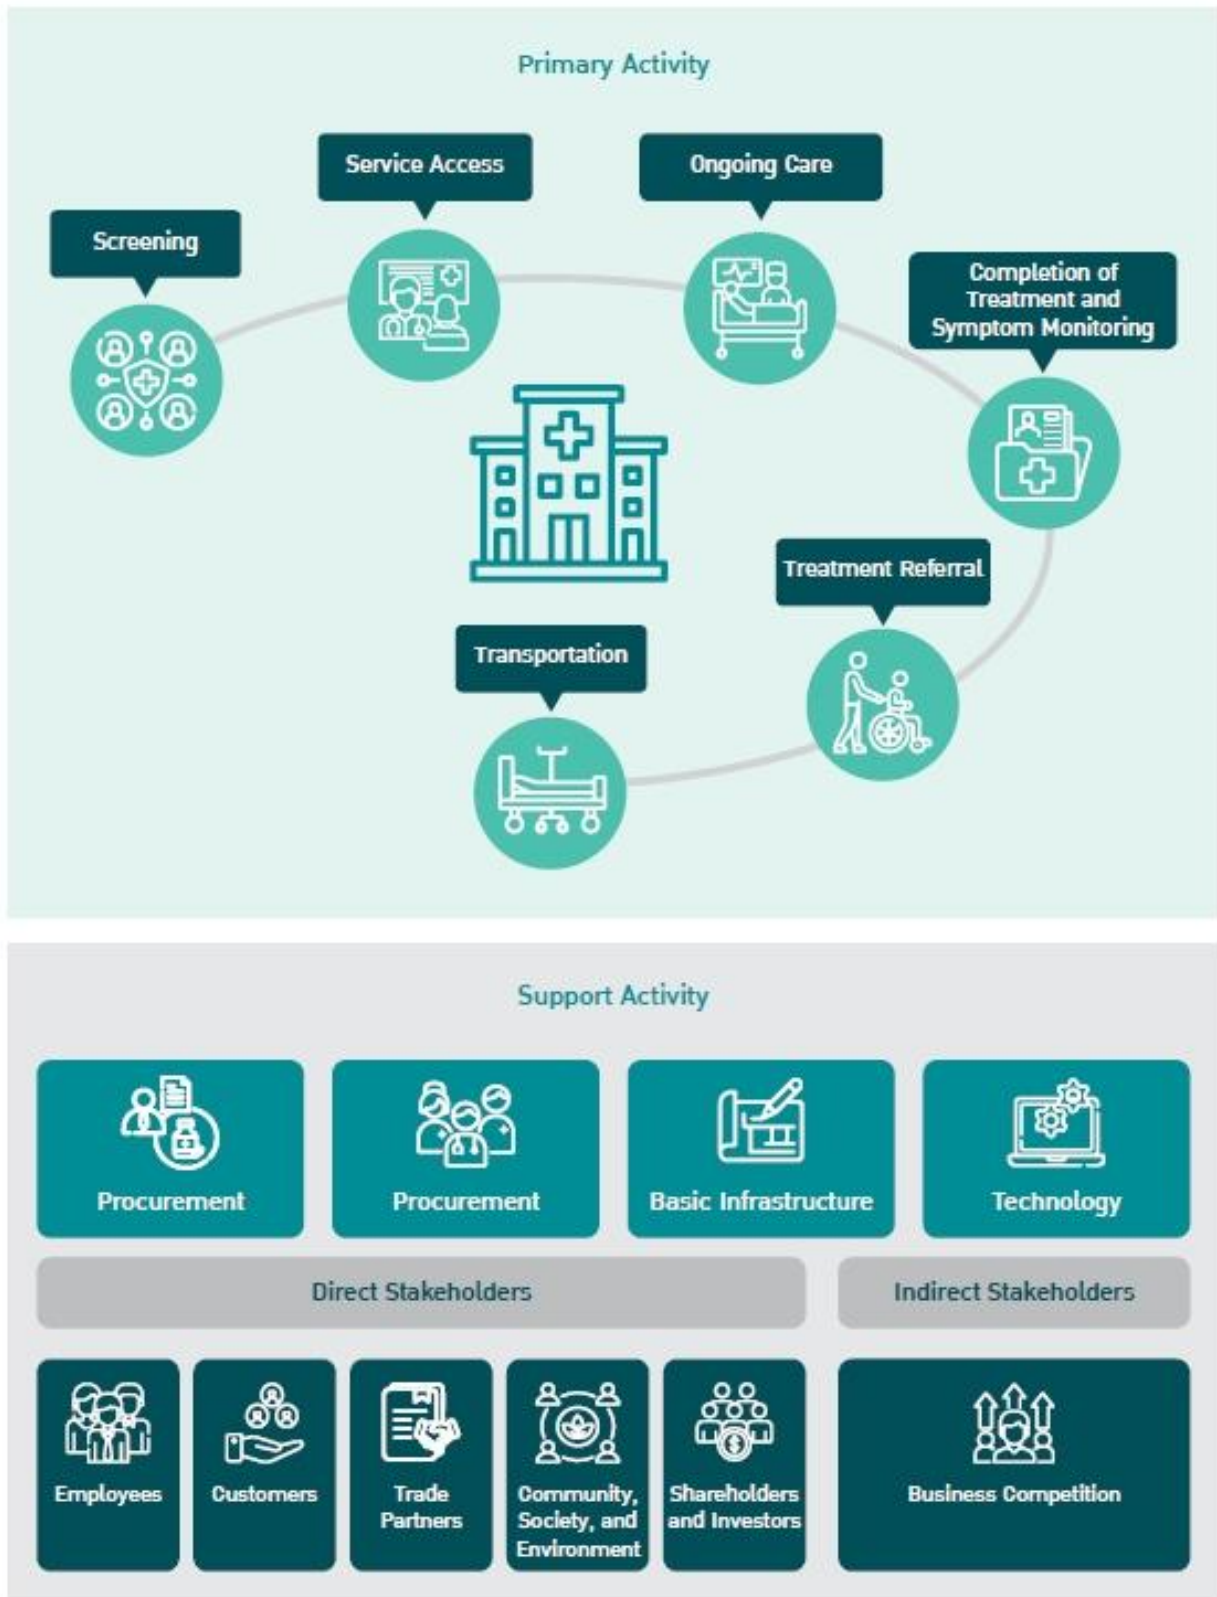 Primary Activity
Service Access
Ongoing Care
Screening
Completion of
Treatment and
Symptom Monitoring
Treatment Referral
Transportation
Support Activity
Procurement
Procurement
Basic Infrastructure
Technology
Direct Stakeholders
Indirect Stakeholders
Employees
Customers
Trade
Partners
Community,
Society, and
Environment
Shareholders
and Investors
Business Competition